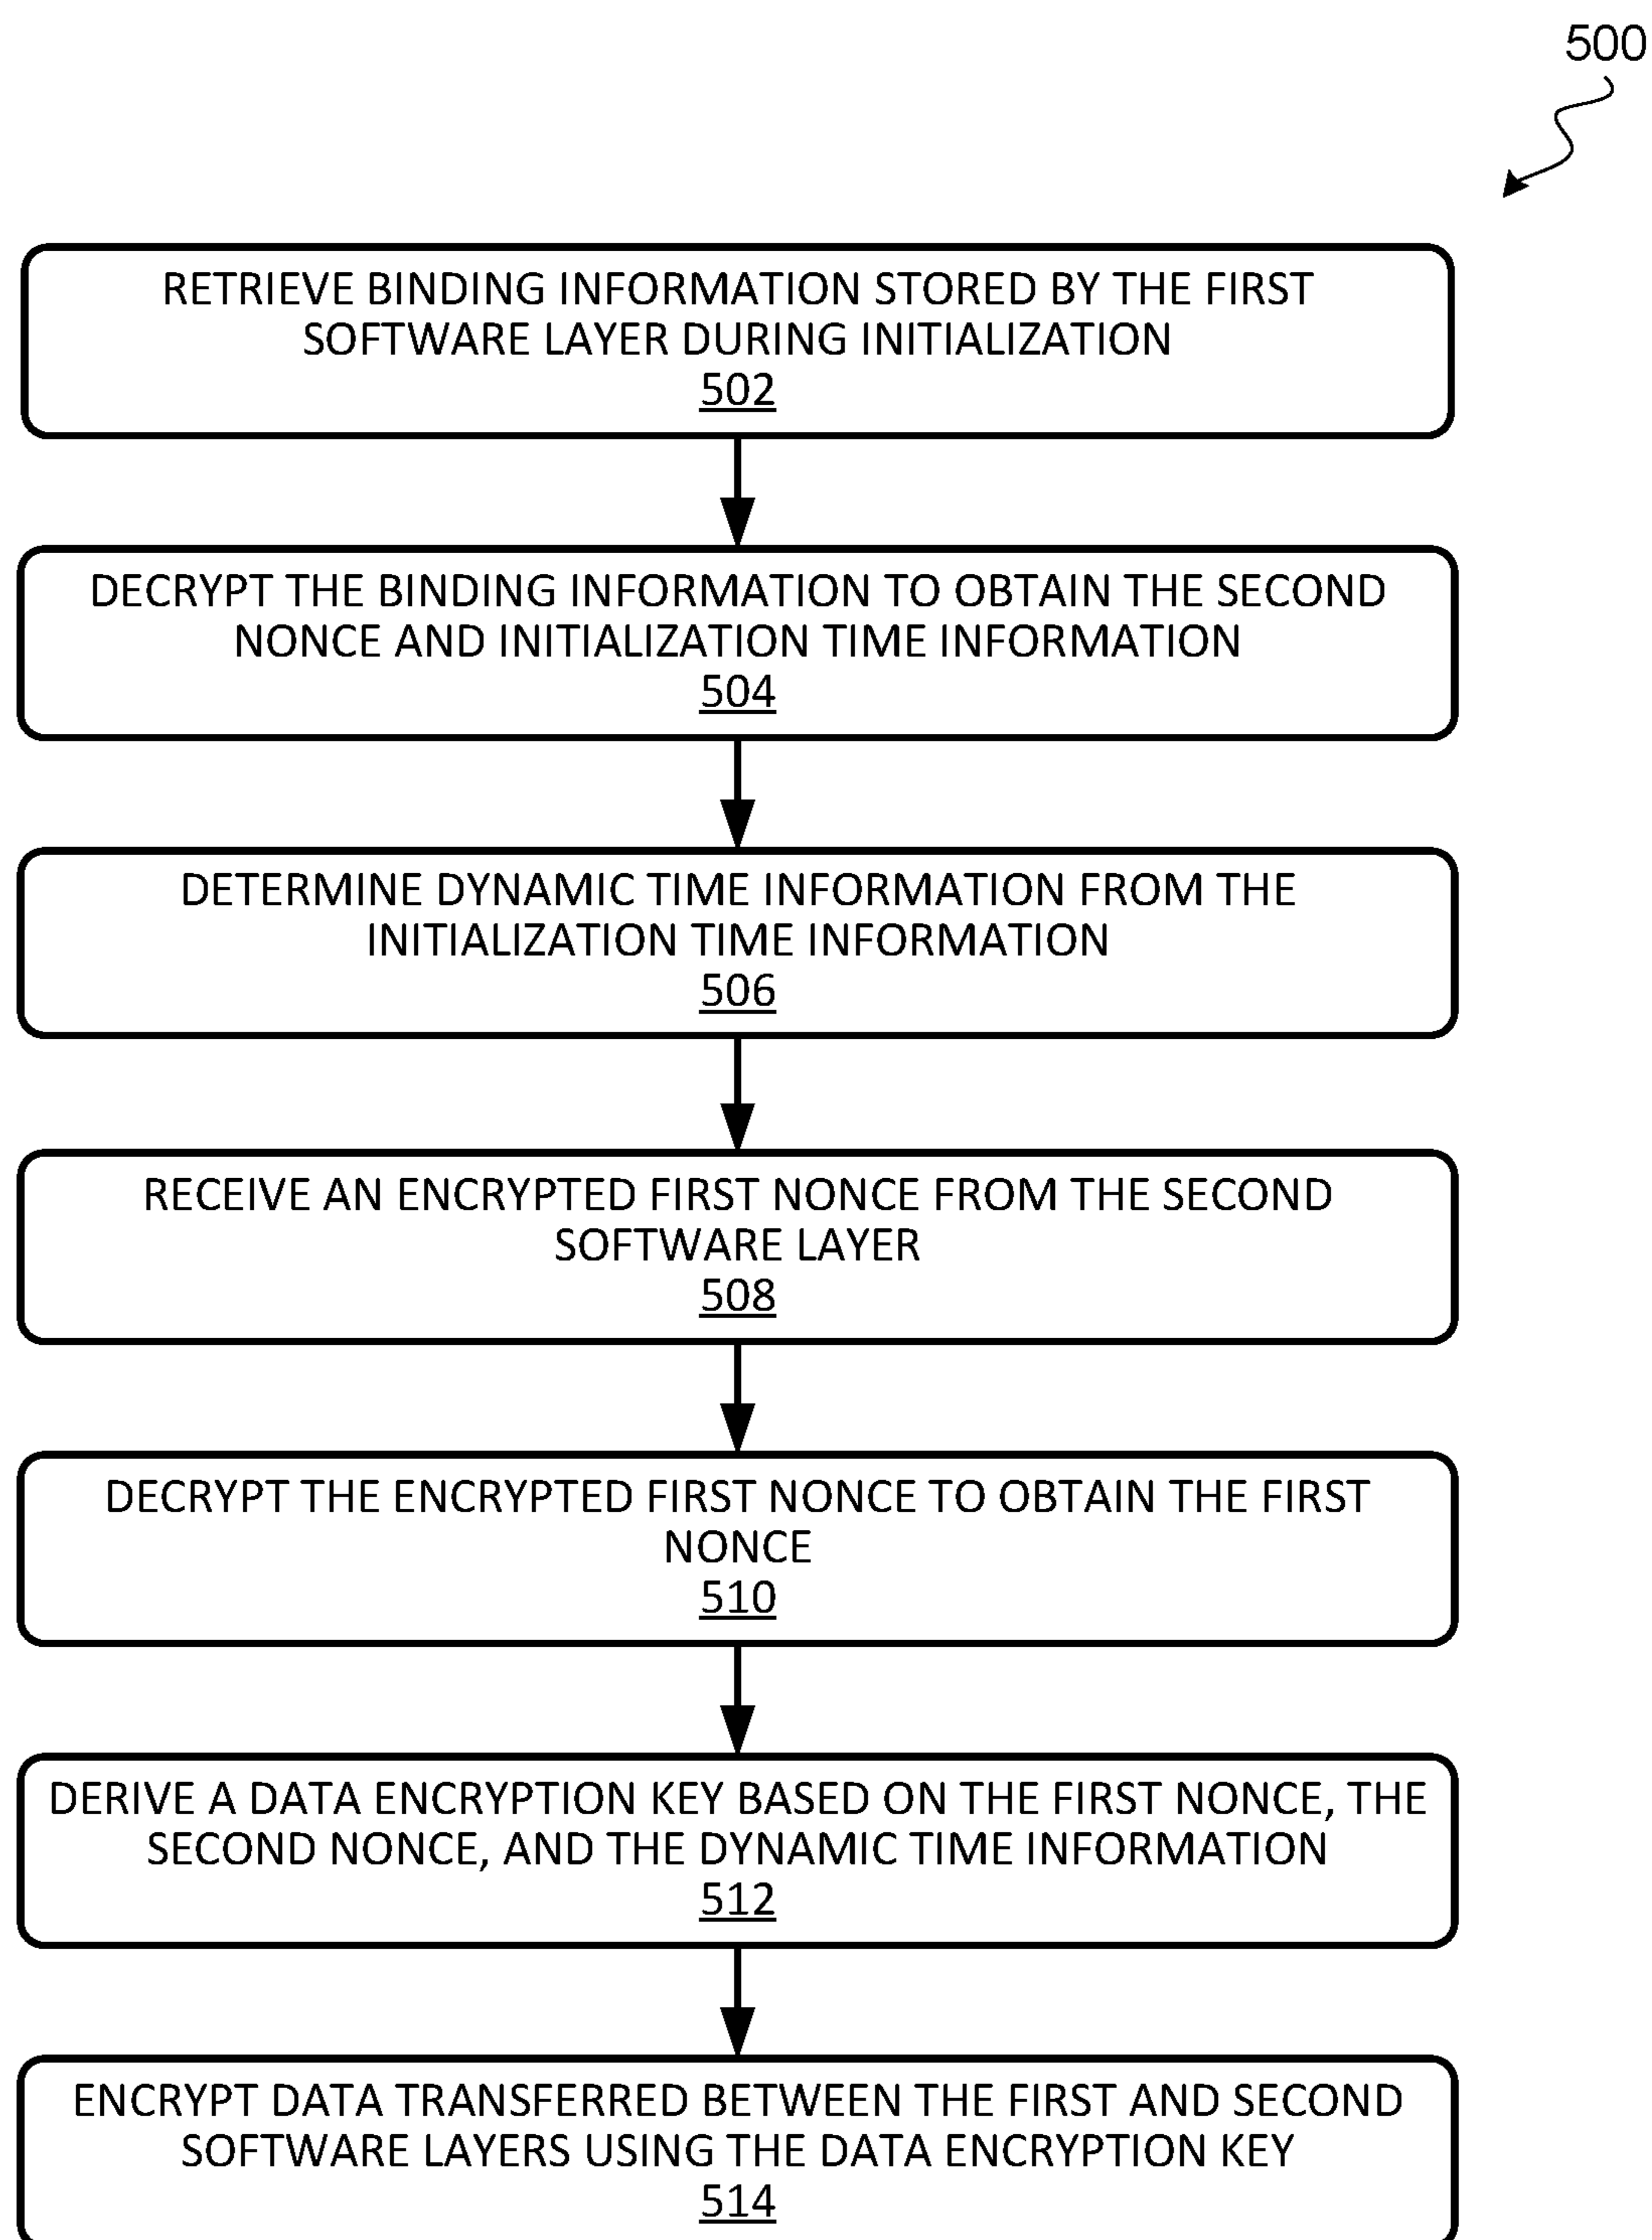 500
RETRIEVE BINDING INFORMATION STORED BY THE FIRST
SOFTWARE LAYER DURING INITIALIZATION
502
DECRYPT THE BINDING INFORMATION TO OBTAIN THE SECOND
NONCE AND INITIALIZATION TIME INFORMATION
504
DETERMINE DYNAMIC TIME INFORMATION FROM THE
INITIALIZATION TIME INFORMATION
506
RECEIVE AN ENCRYPTED FIRST NONCE FROM THE SECOND
SOFTWARE LAYER
508
DECRYPT THE ENCRYPTED FIRST NONCE TO OBTAIN THE FIRST
NONCE
510
DERIVE A DATA ENCRYPTION KEY BASED ON THE FIRST NONCE, THE
SECOND NONCE, AND THE DYNAMIC TIME INFORMATION
512
ENCRYPT DATA TRANSFERRED BETWEEN THE FIRST AND SECOND
SOFTWARE LAYERS USING THE DATA ENCRYPTION KEY
514